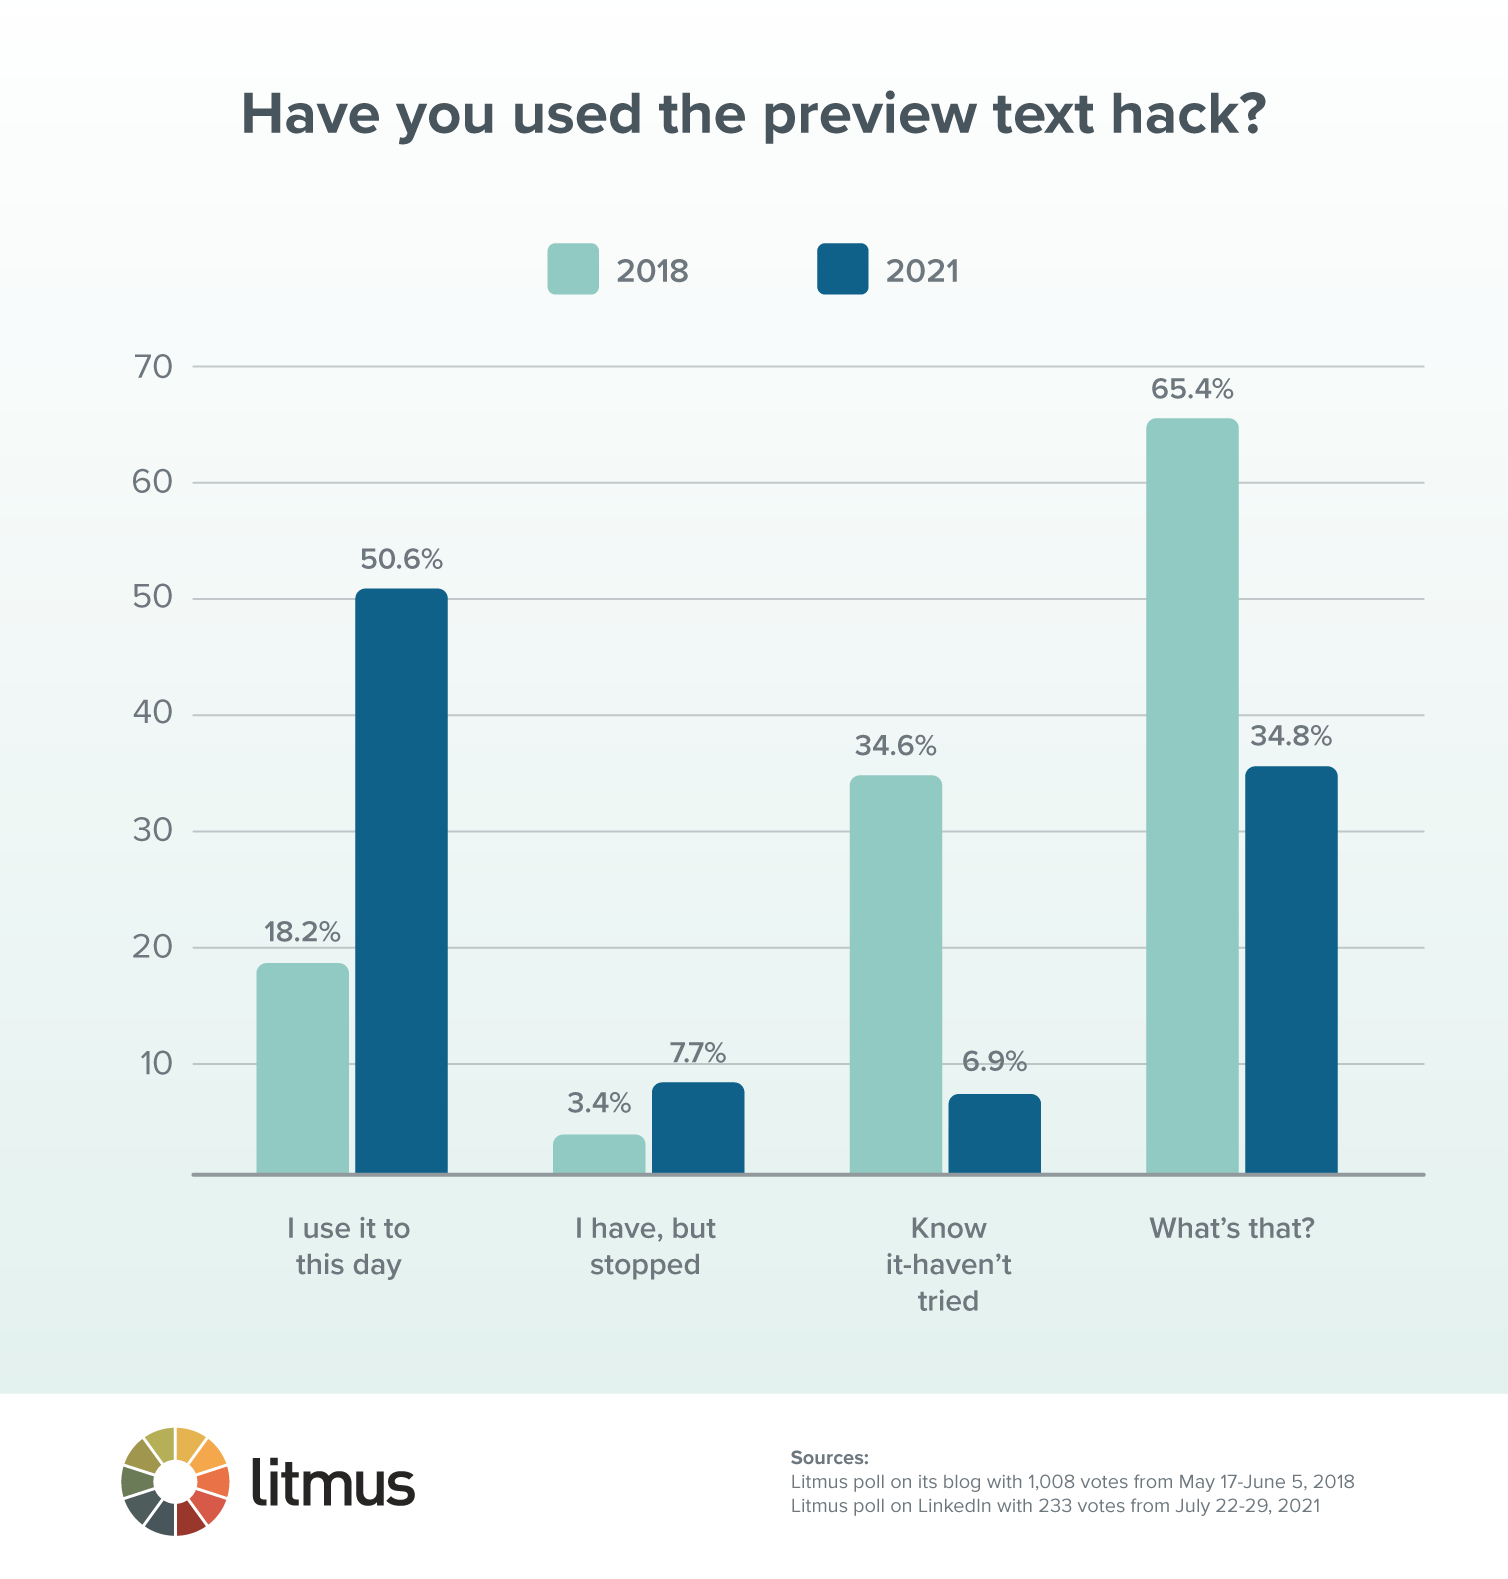 Have you used the preview text hack?
2018
2021
70
60
50
40
30
20
10
18.2%
50.6%
3.4%
7.7%
34.6%
6.9%
65.4%
34.8%
I use it to
this day
I have, but
stopped
Know
it-haven’t
tried
What’s that?
litmus
Sources:
Litmus poll on its blog with 1,008 votes from May 17-June 5, 2018
Litmus poll on LinkedIn with 233 votes from July 22-29, 2021